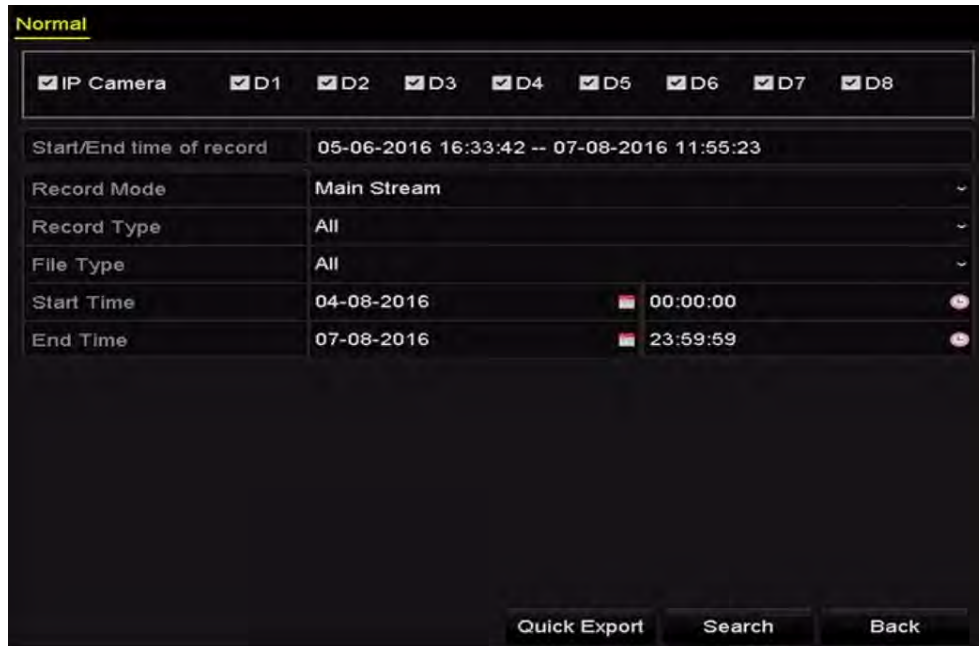 Normal
IP Camera D1 D2 D3 D4 D5 D6 D7 D8
Start/End time of record 05-06-2016 16:33:42 -- 07-08-2016 11:55:23
Record Mode Main Stream
Record Type All
File Type All
Start Time 04-08-2016 00:00:00
End Time 07-08-2016 23:59:59
Quick Export Search Back